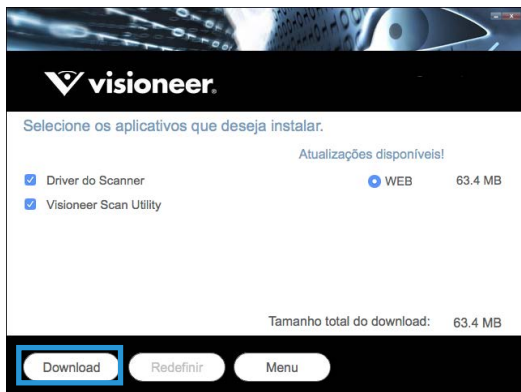 visioneer®
Selecione os aplicativos que deseja instalar.
Atualizações disponíveis!
Driver do Scanner WEB 63.4 MB
Visioneer Scan Utility
Tamanho total do download: 63.4 MB
Download Redefinir Menu